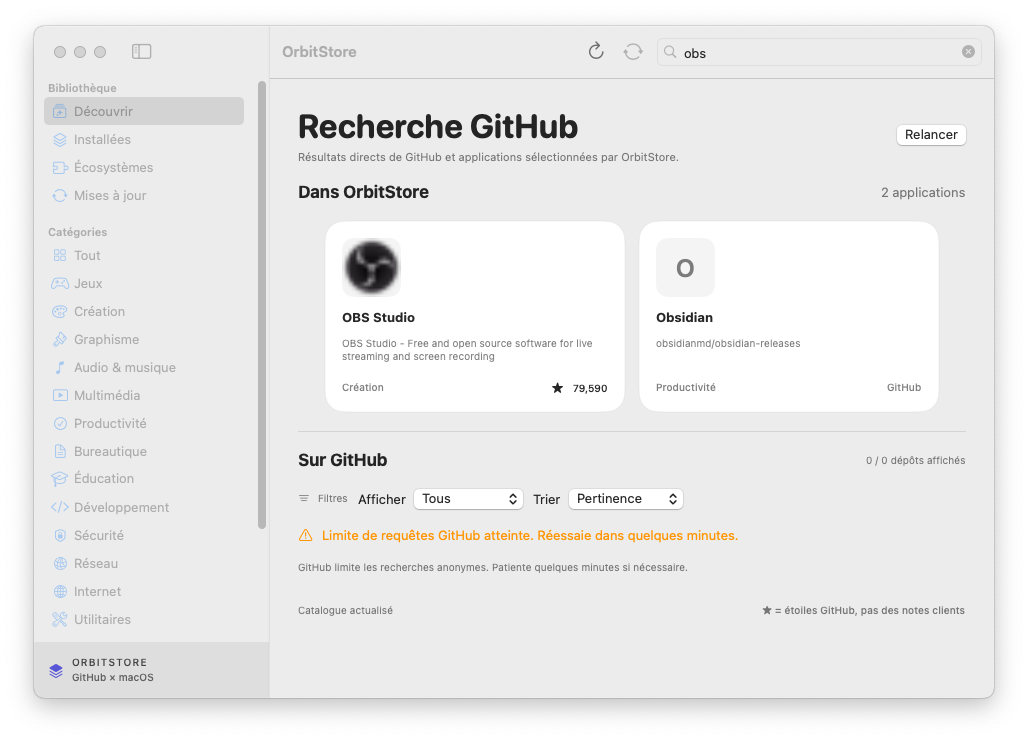 OrbitStore
obs
Bibliothèque
Découvrir
Installées
Écosystèmes
Mises à jour
Catégories
Tout
Jeux
Création
Graphisme
Audio & musique
Multimédia
Productivité
Bureautique
Éducation
Développement
Sécurité
Réseau
Internet
Utilitaires
ORBITSTORE
GitHub × macOS
Recherche GitHub
Relancer
Résultats directs de GitHub et applications sélectionnées par OrbitStore.
Dans OrbitStore
2 applications
OBS Studio
OBS Studio - Free and open source software for live
streaming and screen recording
Création
★ 79,590
O
Obsidian
obsidianmd/obsidian-releases
Productivité
GitHub
Sur GitHub
0 / 0 dépôts affichés
Filtres Afficher Tous Trier Pertinence
Limite de requêtes GitHub atteinte. Réessaie dans quelques minutes.
GitHub limite les recherches anonymes. Patiente quelques minutes si nécessaire.
Catalogue actualisé
★ = étoiles GitHub, pas des notes clients